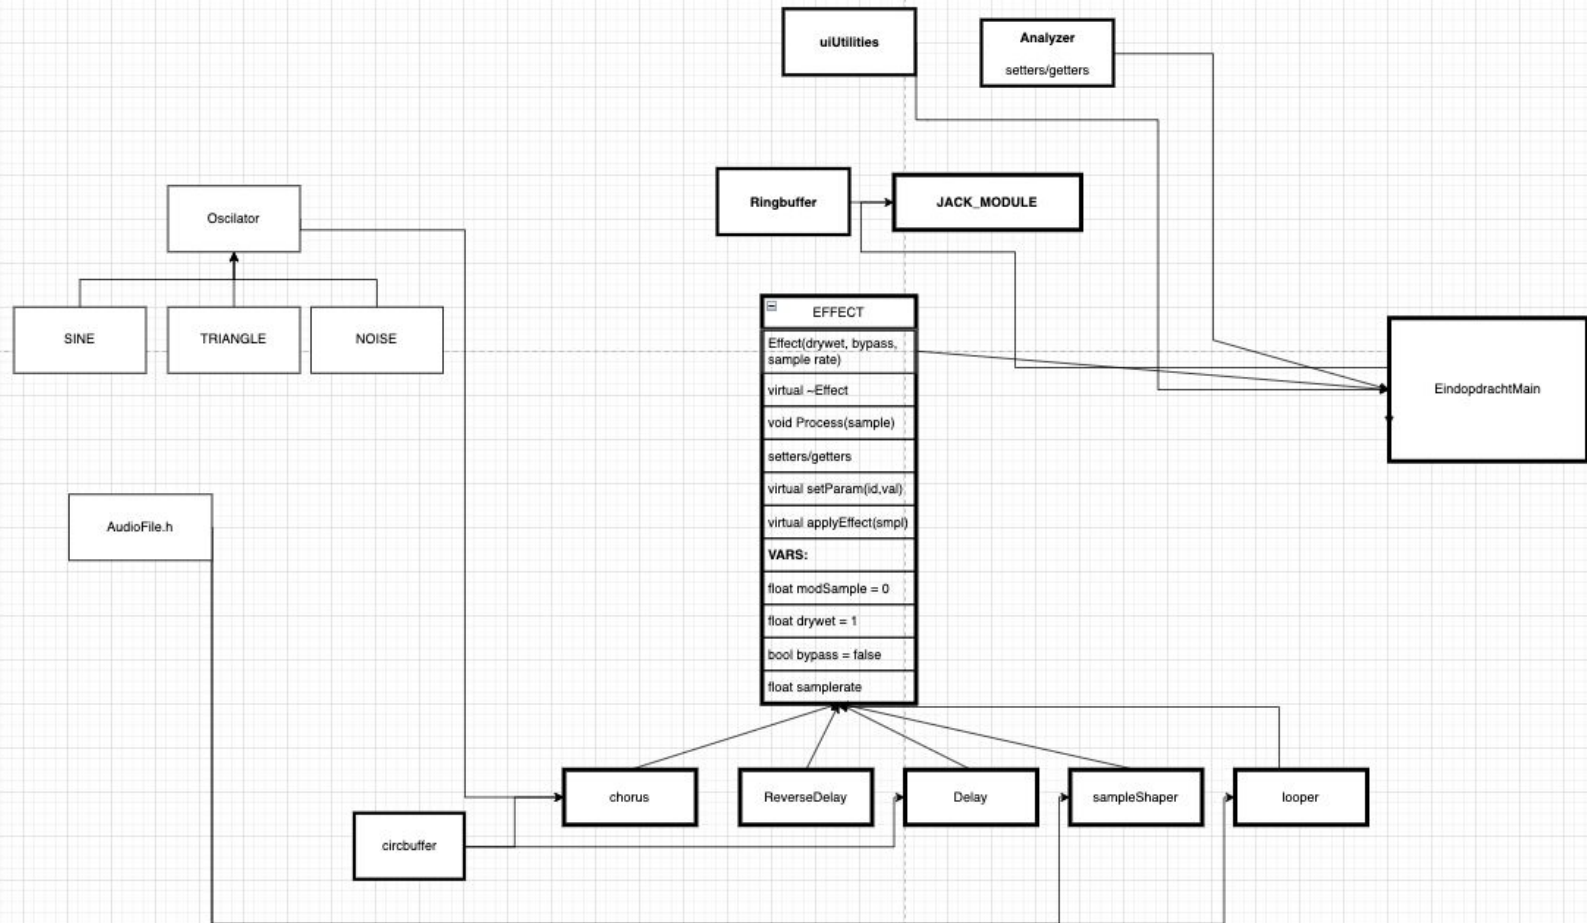 uiUtilities
Analyzer
setters/getters
Ringbuffer
JACK_MODULE
Oscilator
SINE
TRIANGLE
NOISE
EFFECT
Effect(drywet, bypass,
sample rate)
virtual ~Effect
void Process(sample)
setters/getters
virtual setParam(id,val)
virtual applyEffect(smpl)
VARS:
float modSample = 0
float drywet = 1
bool bypass = false
float samplerate
EindopdrachtMain
AudioFile.h
chorus
ReverseDelay
Delay
sampleShaper
looper
circbuffer